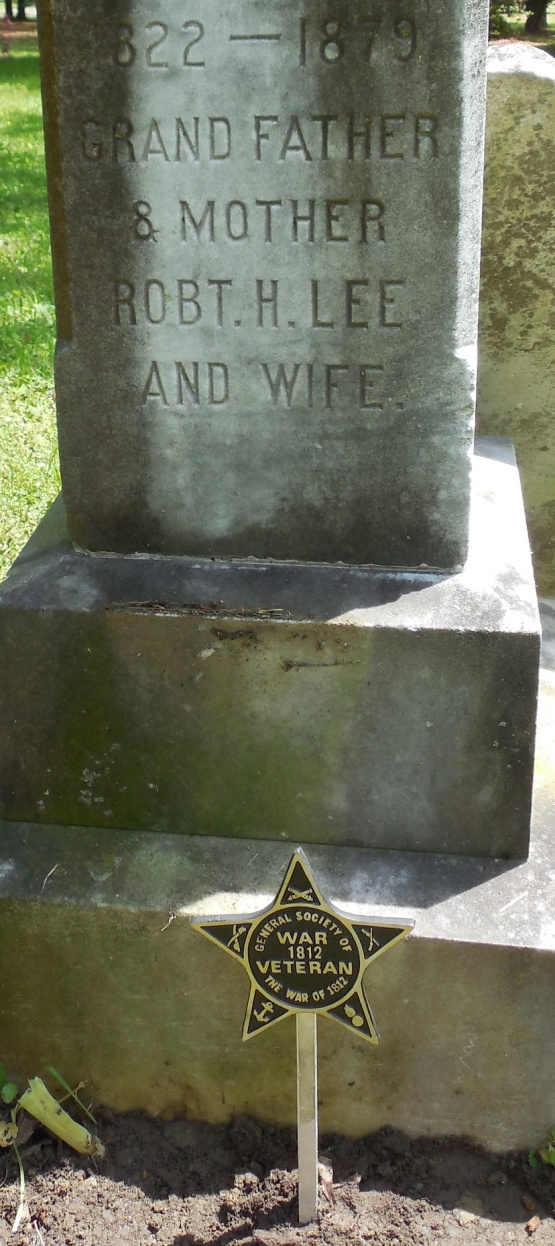 822 — 1879
GRAND FATHER
& MOTHER
ROBT. H. LEE
AND WIFE.
GENERAL SOCIETY OF
WAR
1812
VETERAN
THE WAR OF 1812